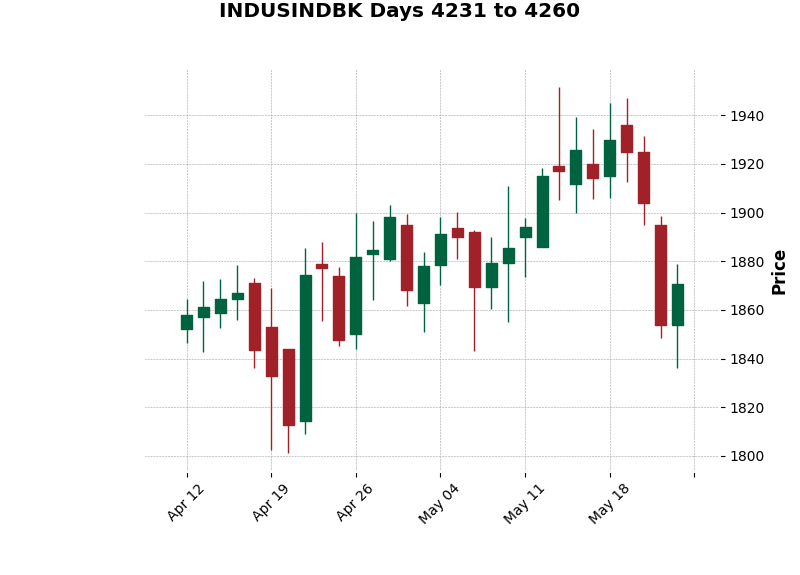 INDUSINDBK Days 4231 to 4260
1940
1920
1900
1880
1860
1840
1820
1800
Price
Apr 12
Apr 19
Apr 26
May 04
May 11
May 18